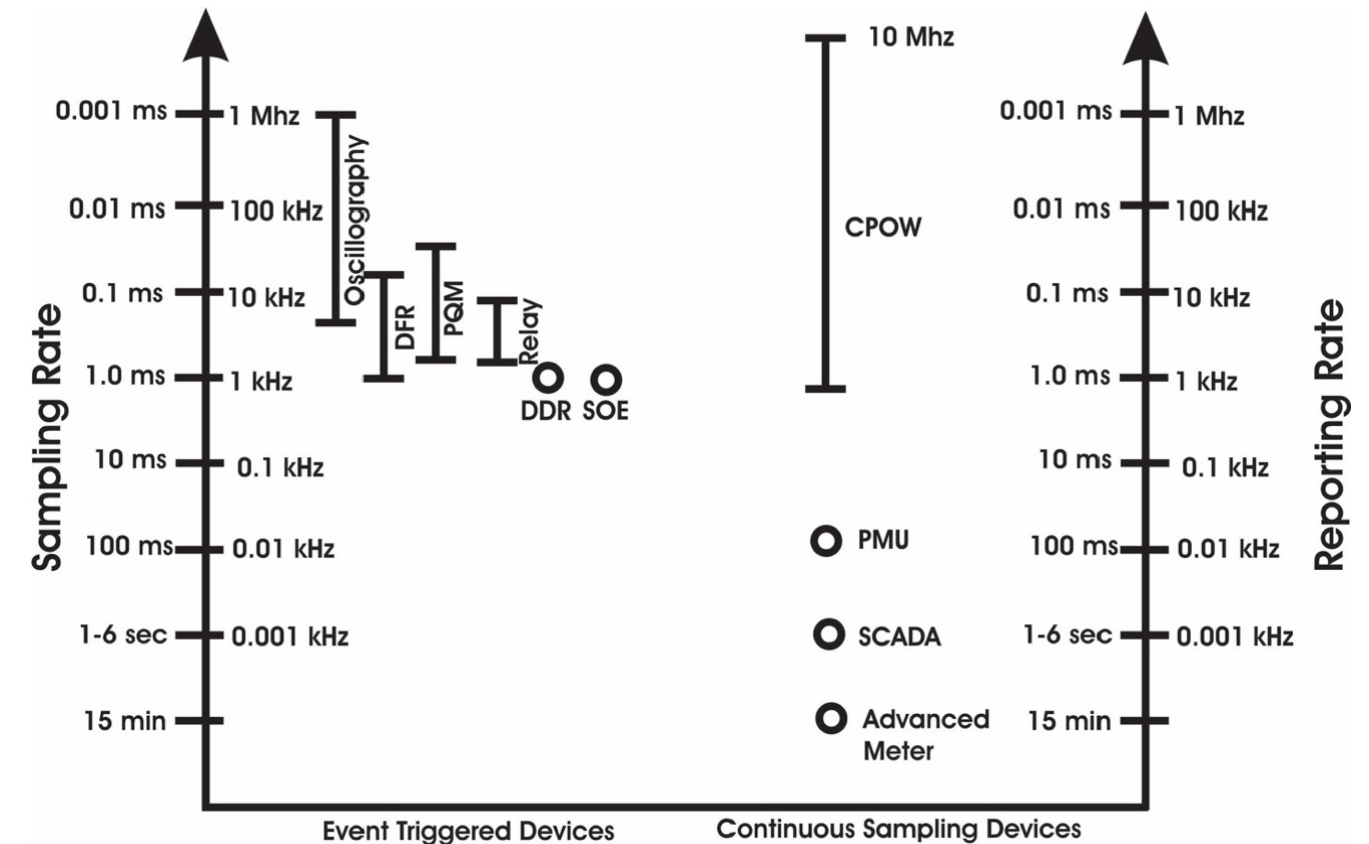 10 Mhz
0.001 ms
1 Mhz
0.001 ms
1 Mhz
Oscillography
0.01 ms
100 kHz
CPOW
0.01 ms
100 kHz
0.1 ms
10 kHz
DFR
PQM
Relay
0.1 ms
10 kHz
1.0 ms
1 kHz
DDR
SOE
1.0 ms
1 kHz
Sampling Rate
Reporting Rate
10 ms
0.1 kHz
10 ms
0.1 kHz
100 ms
0.01 kHz
PMU
100 ms
0.01 kHz
1-6 sec
0.001 kHz
SCADA
1-6 sec
0.001 kHz
15 min
Advanced
Meter
15 min
Event Triggered Devices
Continuous Sampling Devices